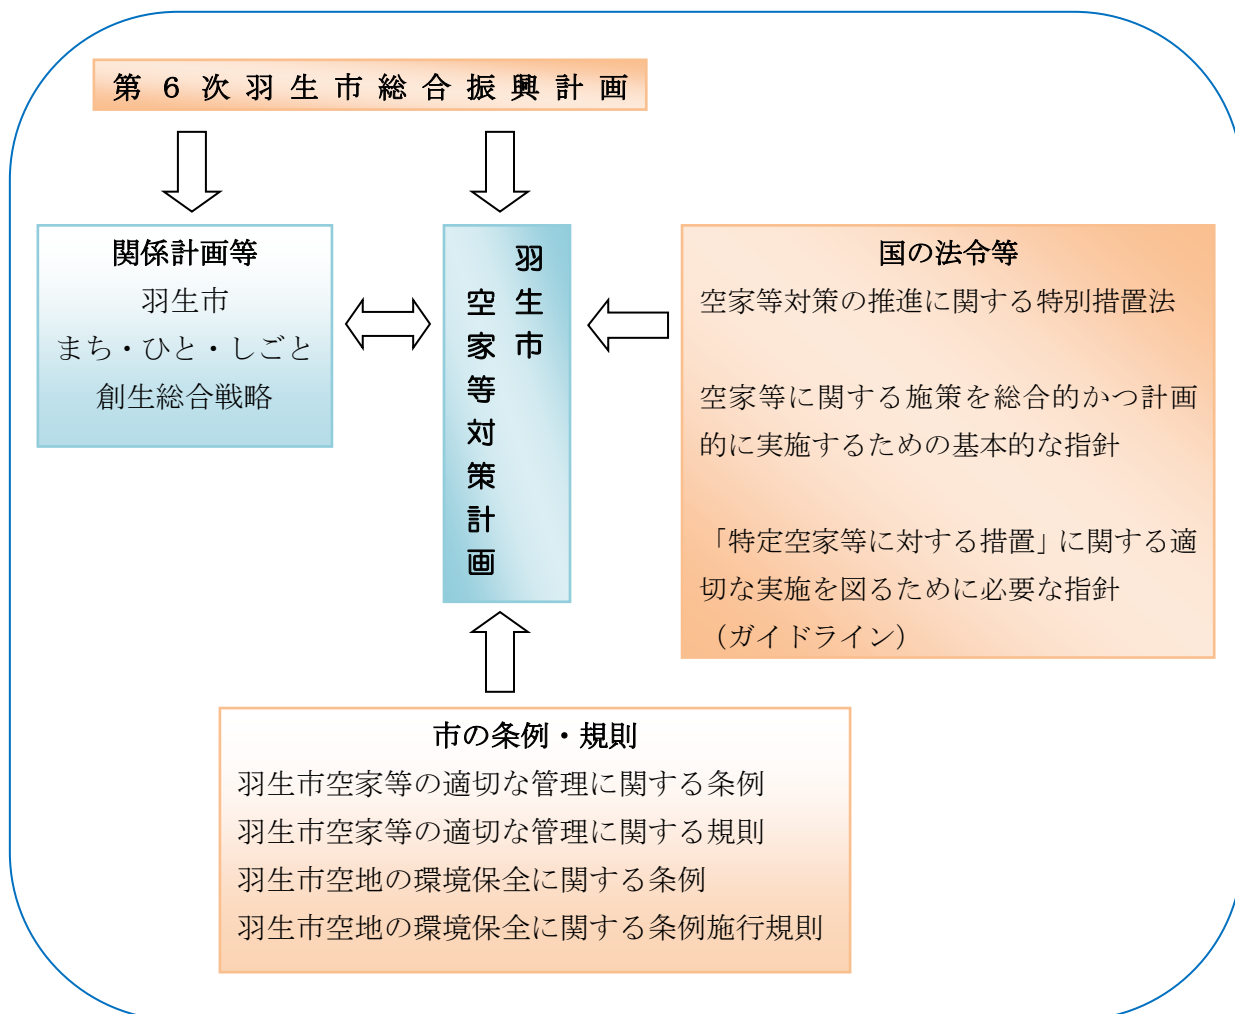 第６次羽生市総合振興計画
関係計画等
羽生市
まち・ひと・しごと
創生総合戦略
羽生市
空家等対策計画
国の法令等
空家等対策の推進に関する特別措置法
空家等に関する施策を総合的かつ計画
的に実施するための基本的な指針
「特定空家等に対する措置」に関する適
切な実施を図るために必要な指針
（ガイドライン）
市の条例・規則
羽生市空家等の適切な管理に関する条例
羽生市空家等の適切な管理に関する規則
羽生市空地の環境保全に関する条例
羽生市空地の環境保全に関する条例施行規則